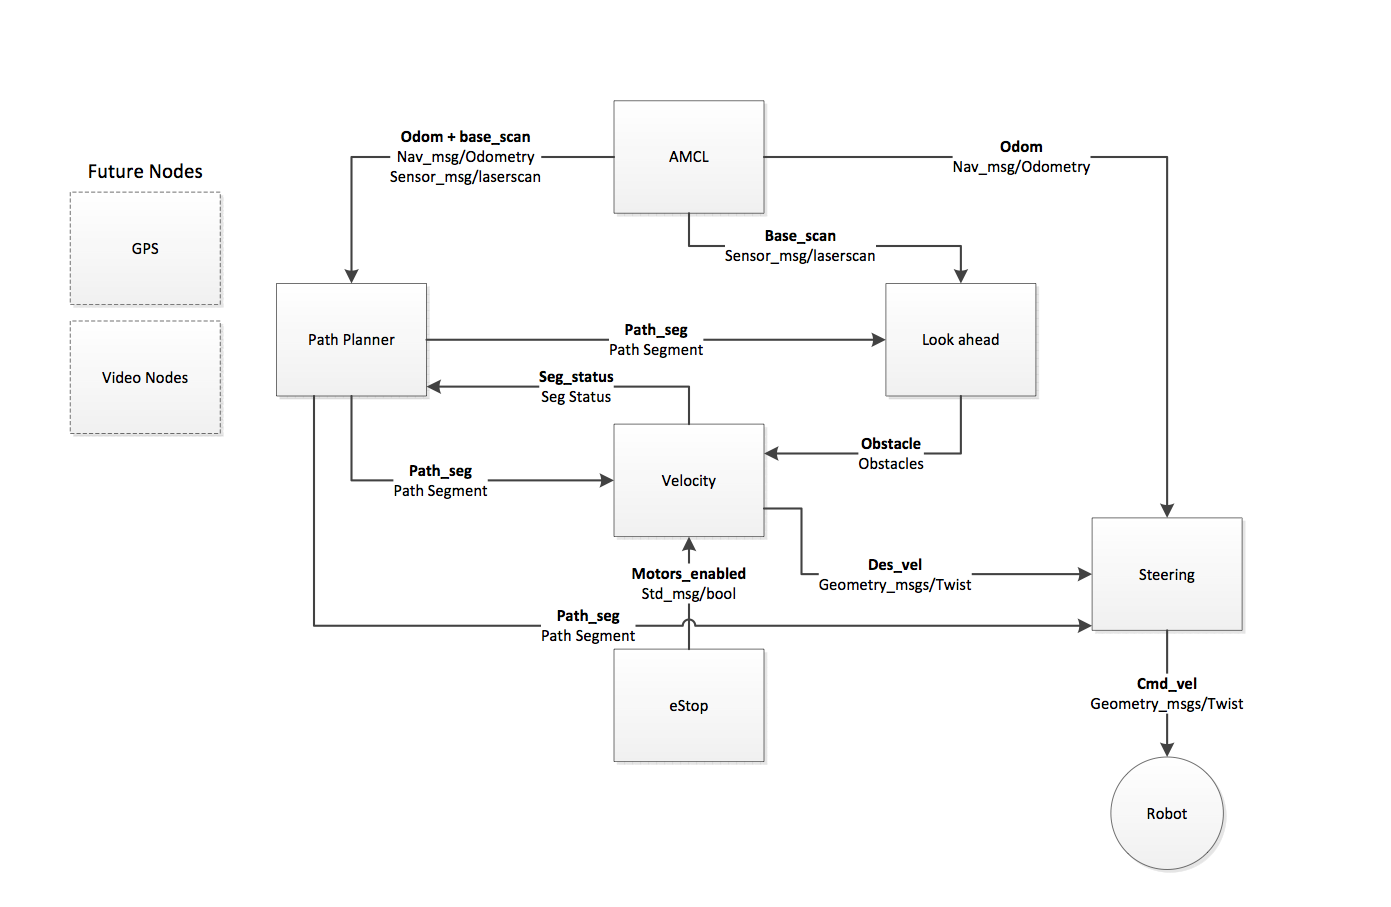 Odom + base_scan
Nav_msg/Odometry
Sensor_msg/laserscan
AMCL
Odom
Nav_msg/Odometry
Future Nodes
GPS
Video Nodes
Base_scan
Sensor_msg/laserscan
Path Planner
Path_seg
Path Segment
Look ahead
Seg_status
Seg Status
Obstacle
Obstacles
Path_seg
Path Segment
Velocity
Motors_enabled
Std_msg/bool
Des_vel
Geometry_msgs/Twist
Steering
Path_seg
Path Segment
eStop
Cmd_vel
Geometry_msgs/Twist
Robot